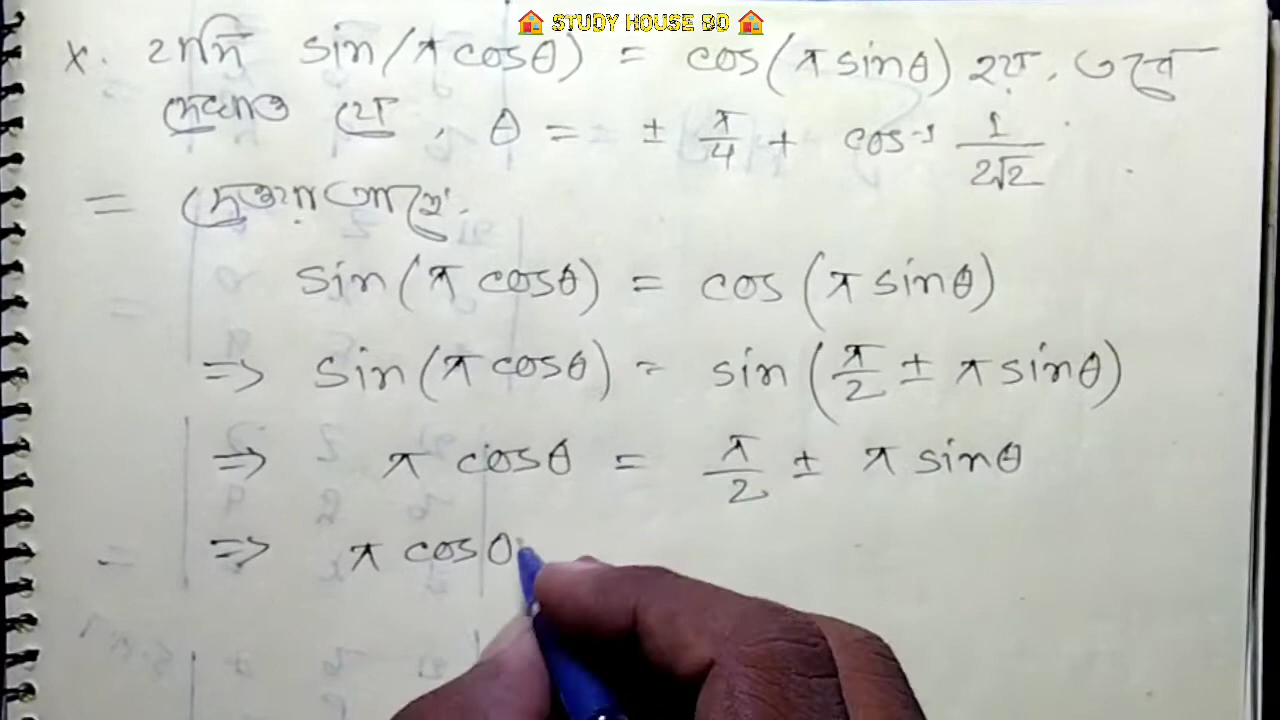 🏠 STUDY HOUSE BD 🏠
x. যদি sin(π cosθ) = cos(π sinθ) হয়, তবে
দেখাও যে, θ = ± π/4 + cos⁻¹ 1/2√2
= দেওয়া আছে,
sin(π cosθ) = cos(π sinθ)
=> sin(π cosθ) = sin(π/2 ± π sinθ)
=> π cosθ = π/2 ± π sinθ
=> π cosθ